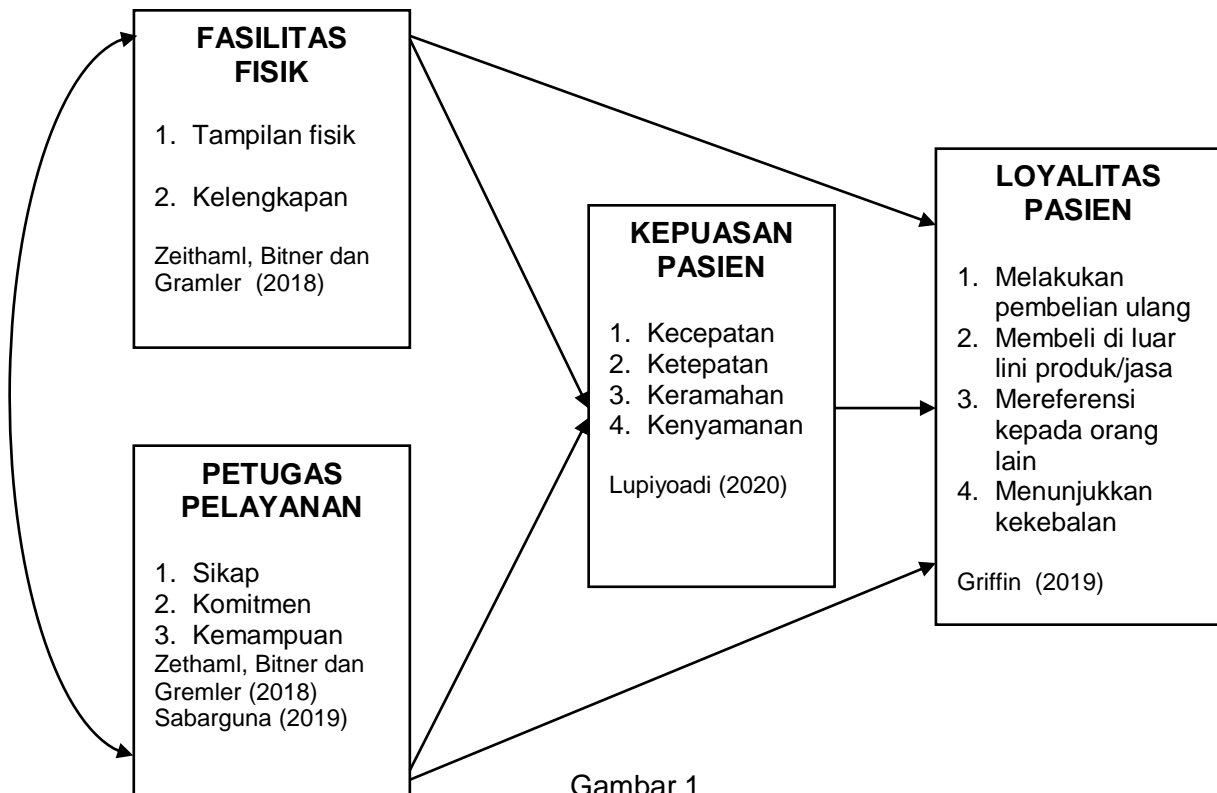 FASILITAS
FISIK
1. Tampilan fisik
2. Kelengkapan
Zeithaml, Bitner dan
Gramler (2018)
PETUGAS
PELAYANAN
1. Sikap
2. Komitmen
3. Kemampuan
Zethaml, Bitner dan
Gremler (2018)
Sabarguna (2019)
KEPUASAN
PASIEN
1. Kecepatan
2. Ketepatan
3. Keramahan
4. Kenyamanan
Lupiyoadi (2020)
LOYALITAS
PASIEN
1. Melakukan
pembelian ulang
2. Membeli di luar
lini produk/jasa
3. Mereferensi
kepada orang
lain
4. Menunjukkan
kekebalan
Griffin (2019)
Gambar 1